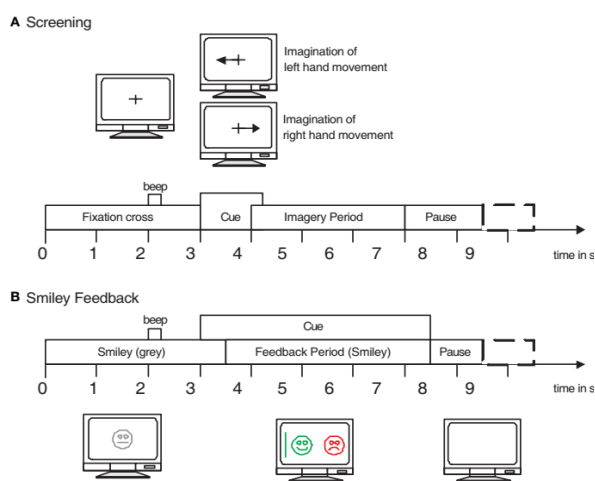 A Screening
Imagination of
left hand movement
Imagination of
right hand movement
beep
Fixation cross Cue Imagery Period Pause
0 1 2 3 4 5 6 7 8 9
time in s
B Smiley Feedback
beep
Cue
Smiley (grey) Feedback Period (Smiley) Pause
0 1 2 3 4 5 6 7 8 9
time in s